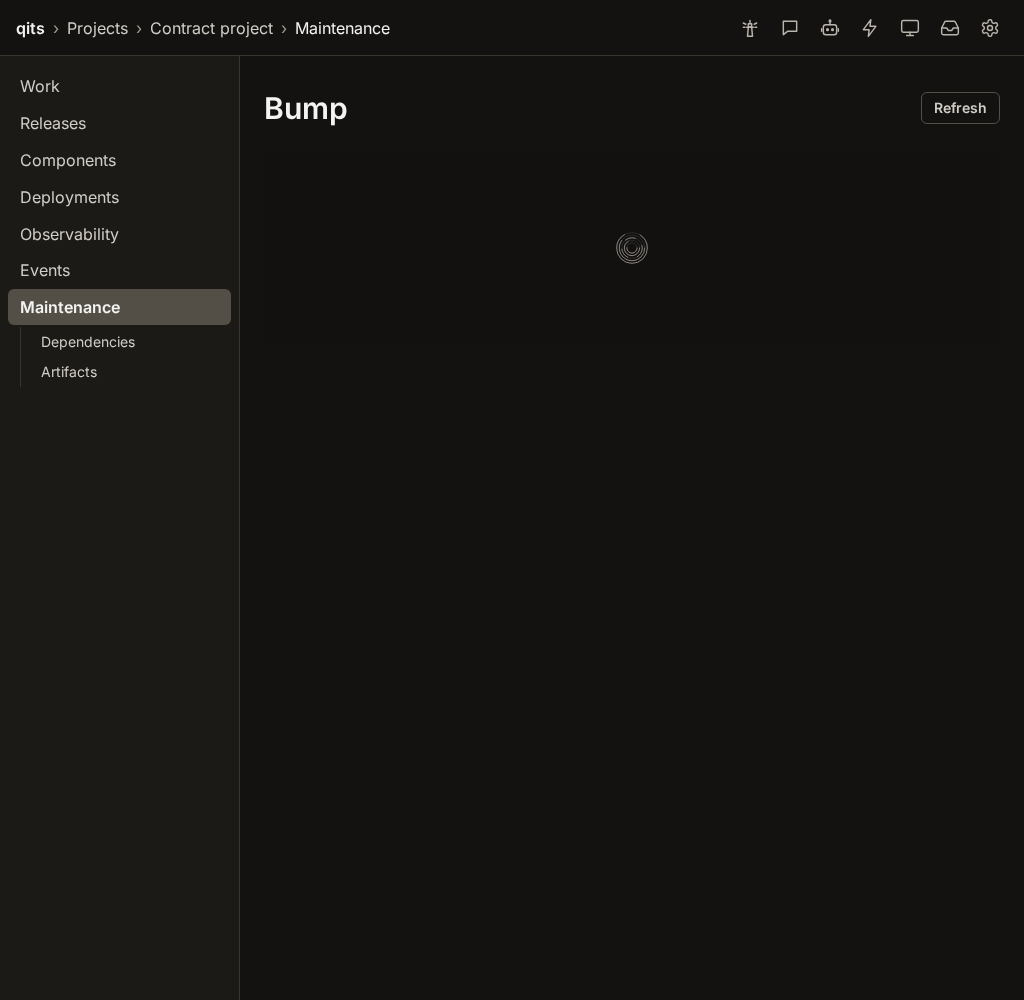 qits › Projects › Contract project › Maintenance
Work
Releases
Components
Deployments
Observability
Events
Maintenance
Dependencies
Artifacts
Bump
Refresh